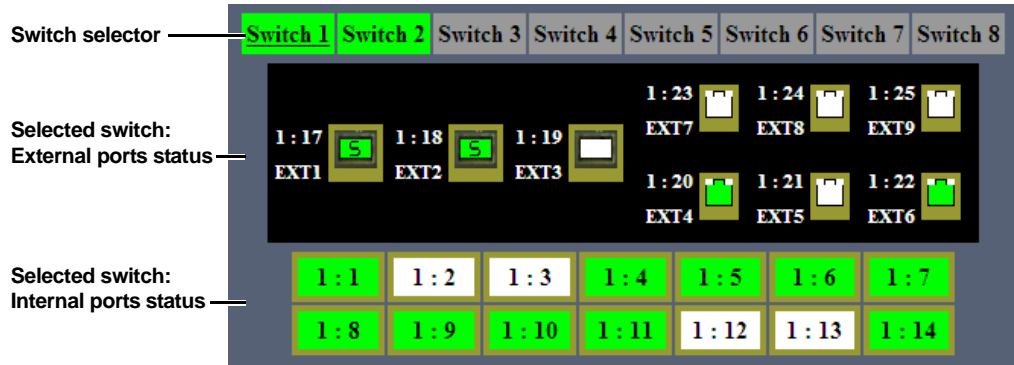 Switch selector
Switch 1 Switch 2 Switch 3 Switch 4 Switch 5 Switch 6 Switch 7 Switch 8
Selected switch:
External ports status
1:17 S 1:18 S 1:19
EXT1 EXT2 EXT3
1:23 1:24 1:25
EXT7 EXT8 EXT9
1:20 1:21 1:22
EXT4 EXT5 EXT6
Selected switch:
Internal ports status
1:1 1:2 1:3 1:4 1:5 1:6 1:7
1:8 1:9 1:10 1:11 1:12 1:13 1:14